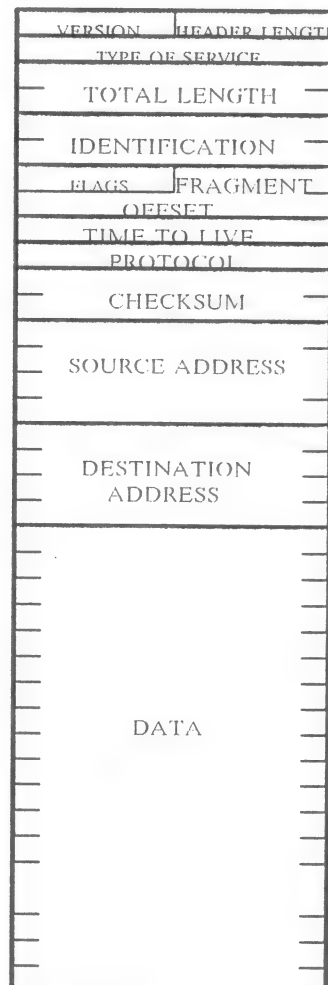 VERSION HEADER LENGTH
TYPE OF SERVICE
TOTAL LENGTH
IDENTIFICATION
FLAGS FRAGMENT
OFFSET
TIME TO LIVE
PROTOCOL
CHECKSUM
SOURCE ADDRESS
DESTINATION
ADDRESS
DATA